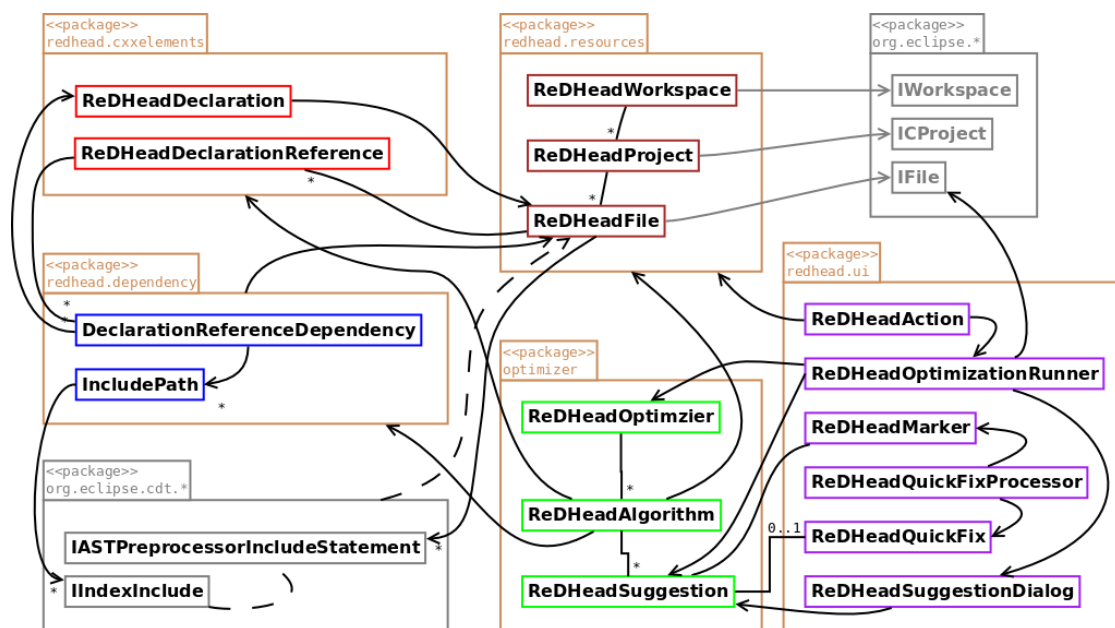 <<package>>
redhead.cxxelements
ReDHeadDeclaration
ReDHeadDeclarationReference
*
<<package>>
redhead.resources
ReDHeadWorkspace
*
ReDHeadProject
*
ReDHeadFile
<<package>>
org.eclipse.*
IWorkspace
ICProject
IFile
<<package>>
redhead.dependency
*
*
DeclarationReferenceDependency
IncludePath
*
<<package>>
org.eclipse.cdt.*
IASTPreprocessorIncludeStatement
*
IIndexInclude
*
<<package>>
optimizer
ReDHeadOptimzier
*
ReDHeadAlgorithm
*
ReDHeadSuggestion
<<package>>
redhead.ui
ReDHeadAction
ReDHeadOptimizationRunner
ReDHeadMarker
ReDHeadQuickFixProcessor
0..1
ReDHeadQuickFix
ReDHeadSuggestionDialog